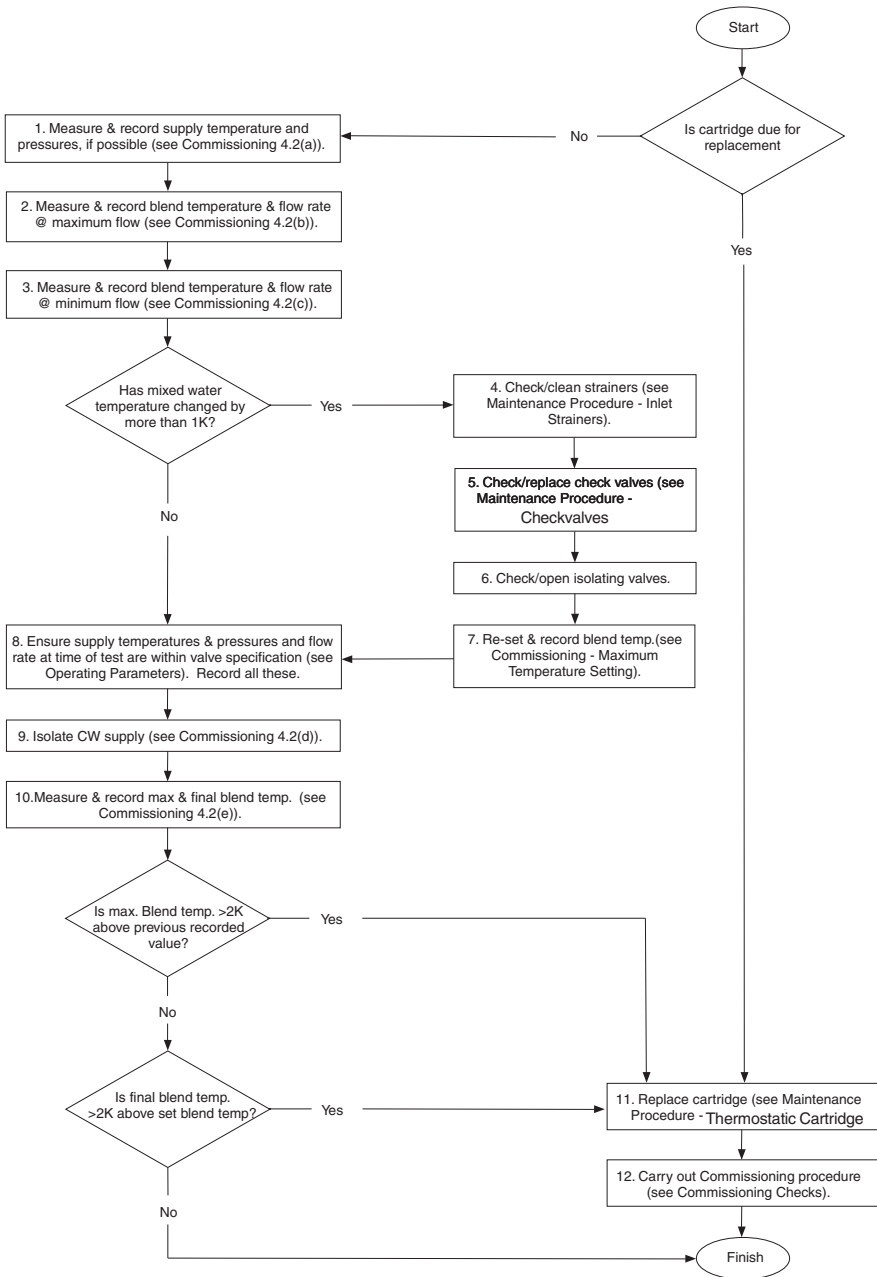 Start
Is cartridge due for
replacement
No
Yes
1. Measure & record supply temperature and
pressures, if possible (see Commissioning 4.2(a)).
2. Measure & record blend temperature & flow rate
@ maximum flow (see Commissioning 4.2(b)).
3. Measure & record blend temperature & flow rate
@ minimum flow (see Commissioning 4.2(c)).
Has mixed water
temperature changed by
more than 1K?
Yes
No
4. Check/clean strainers (see
Maintenance Procedure - Inlet
Strainers).
5. Check/replace check valves (see
Maintenance Procedure -
Checkvalves
6. Check/open isolating valves.
7. Re-set & record blend temp.(see
Commissioning - Maximum
Temperature Setting).
8. Ensure supply temperatures & pressures and flow
rate at time of test are within valve specification (see
Operating Parameters). Record all these.
9. Isolate CW supply (see Commissioning 4.2(d)).
10.Measure & record max & final blend temp. (see
Commissioning 4.2(e)).
Is max. Blend temp. >2K
above previous recorded
value?
Yes
No
Is final blend temp.
>2K above set blend temp?
Yes
No
11. Replace cartridge (see Maintenance
Procedure - Thermostatic Cartridge
12. Carry out Commissioning procedure
(see Commissioning Checks).
Finish